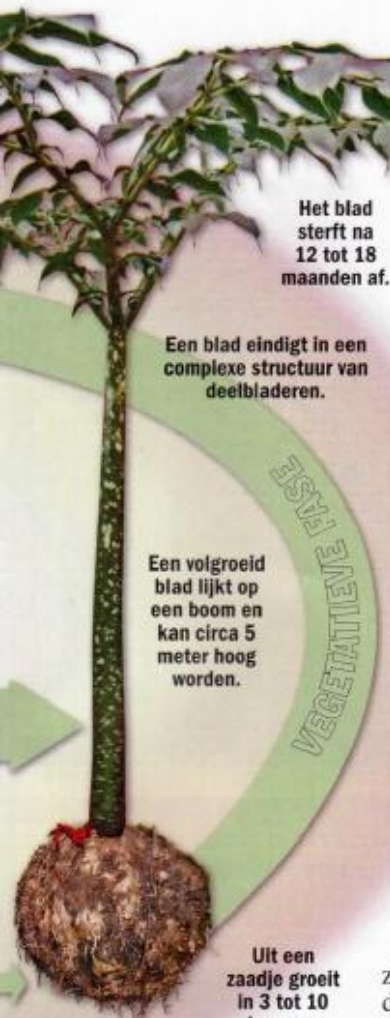 Het blad
sterft na
12 tot 18
maanden af.
Een blad eindigt in een
complexe structuur van
deelbladeren.
VEGETATIEVE FASE
Een volgroeid
blad lijkt op
een boom en
kan circa 5
meter hoog
worden.
Uit een
zaadje groeit
in 3 tot 10